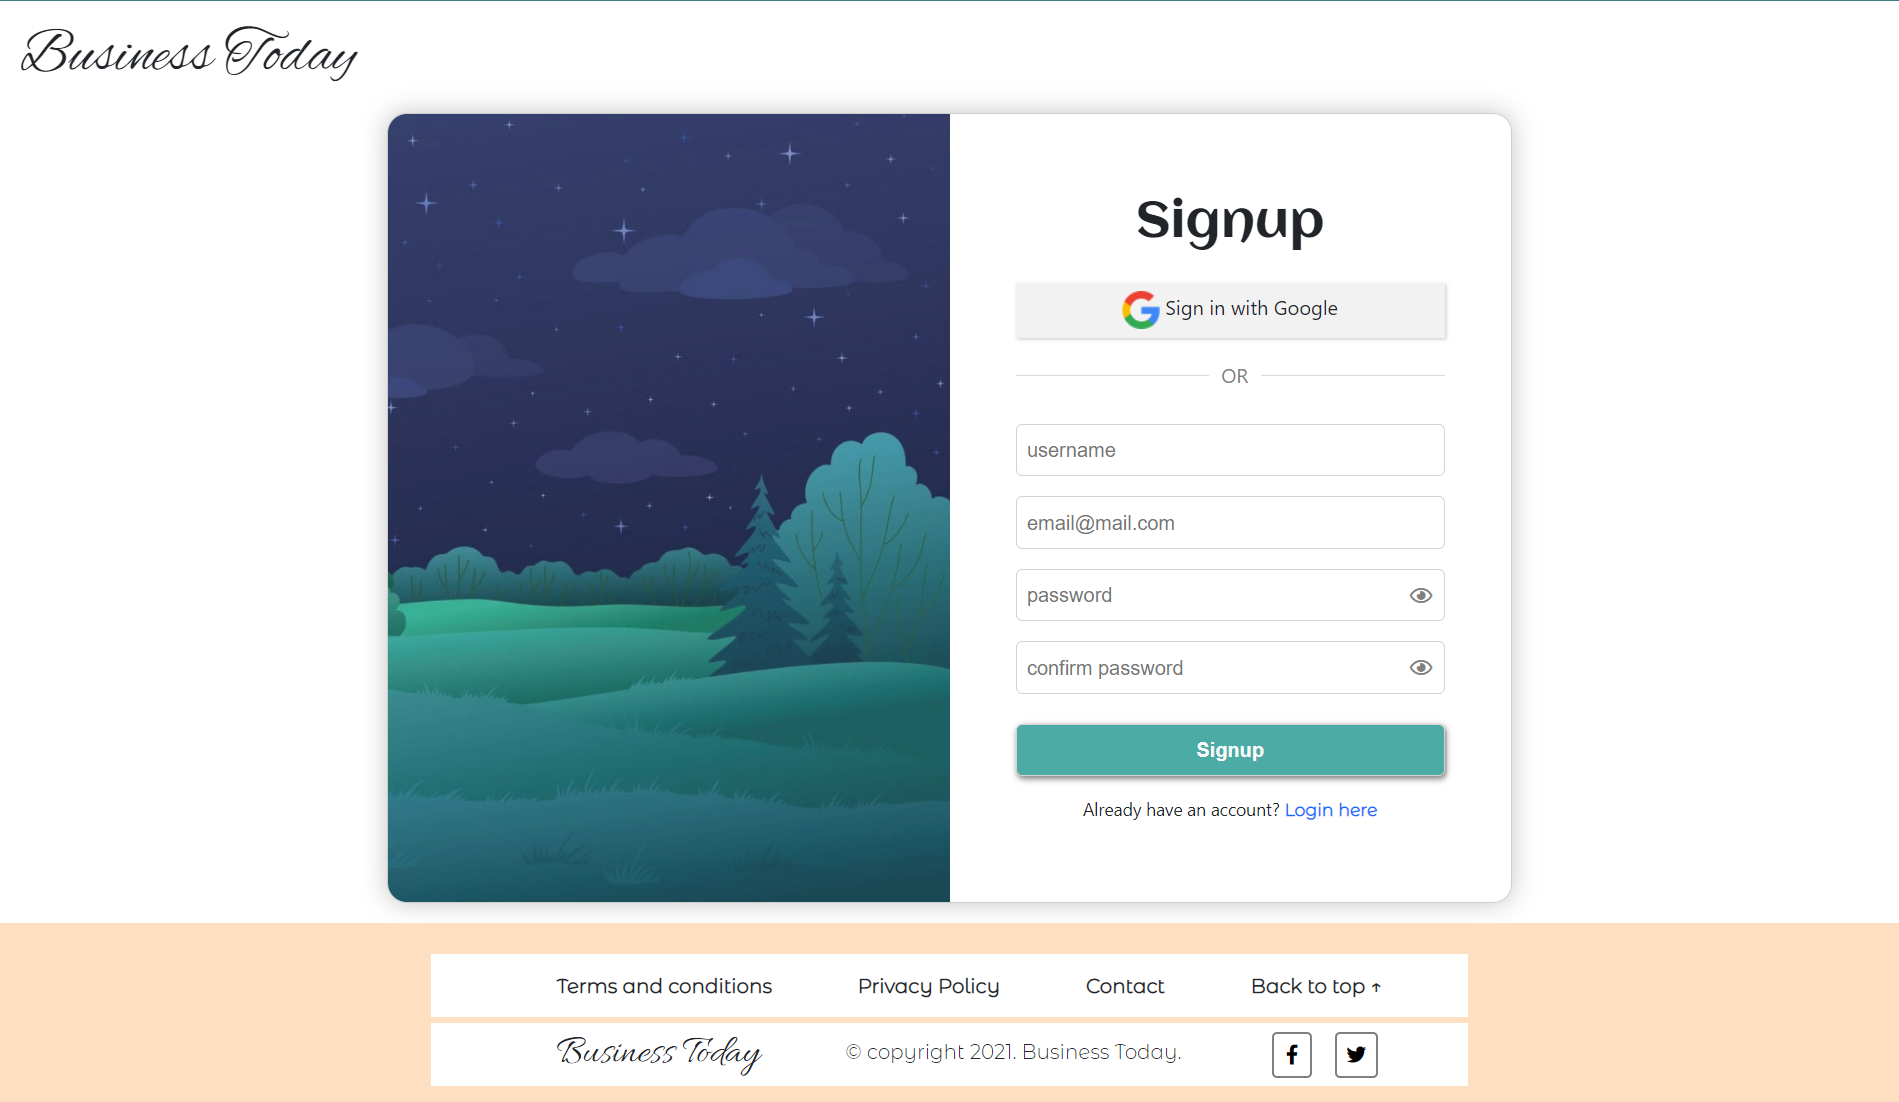 Business Today
Signup
Sign in with Google
OR
username
email@mail.com
password
confirm password
Signup
Already have an account? Login here
Terms and conditions Privacy Policy Contact Back to top ↑
Business Today © copyright 2021. Business Today.